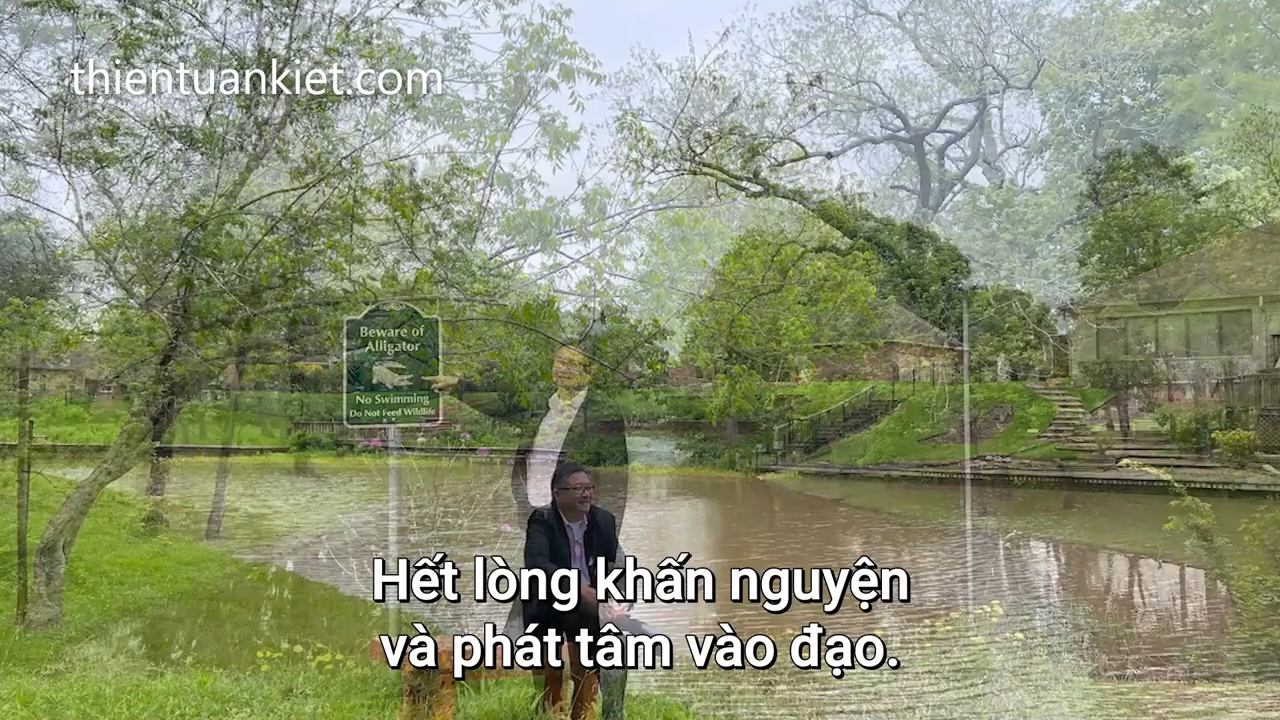 thientuankiet.com
Beware of
Alligator
No Swimming
Do Not Feed Wildlife
Hết lòng khấn nguyện
và phát tâm vào đạo.